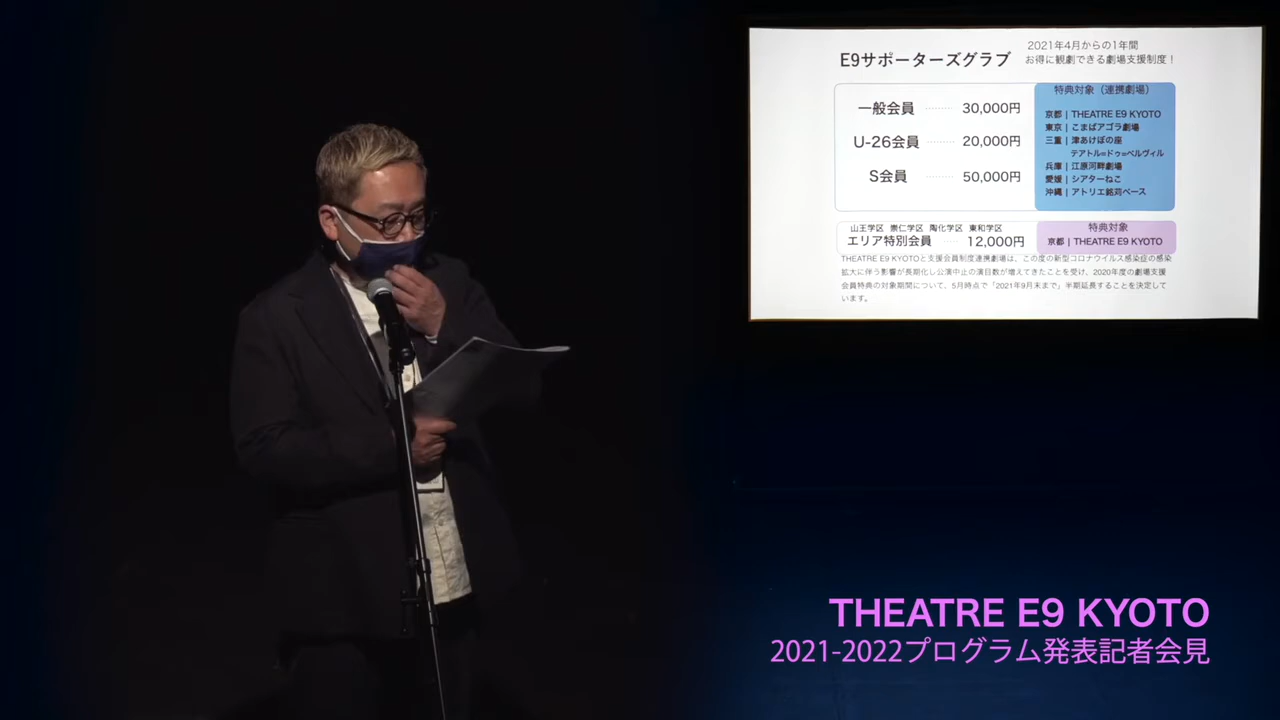 E9サポーターズグラブ
2021年4月からの1年間
お得に観劇できる劇場支援制度！
一般会員 ········ 30,000円
U-26会員 ········ 20,000円
S会員 ········ 50,000円
特典対象（連携劇場）
京都 | THEATRE E9 KYOTO
東京 | こまばアゴラ劇場
三重 | 津あけぼの座
テアトル=ドゥ=ベルヴィル
兵庫 | 江原河畔劇場
愛媛 | シアターねこ
沖縄 | アトリエ銘苅ベース
山王学区 崇仁学区 陶化学区 東和学区
エリア特別会員 ····· 12,000円
特典対象
京都 | THEATRE E9 KYOTO
THEATRE E9 KYOTOと支援会員制度連携劇場は、この度の新型コロナウイルス感染症の感染
拡大に伴う影響が長期化し公演中止の演目数が増えてきたことを受け、2020年度の劇場支援
会員特典の対象期間について、5月時点で「2021年9月末まで」半期延長することを決定して
います。
THEATRE E9 KYOTO
2021-2022プログラム発表記者会見